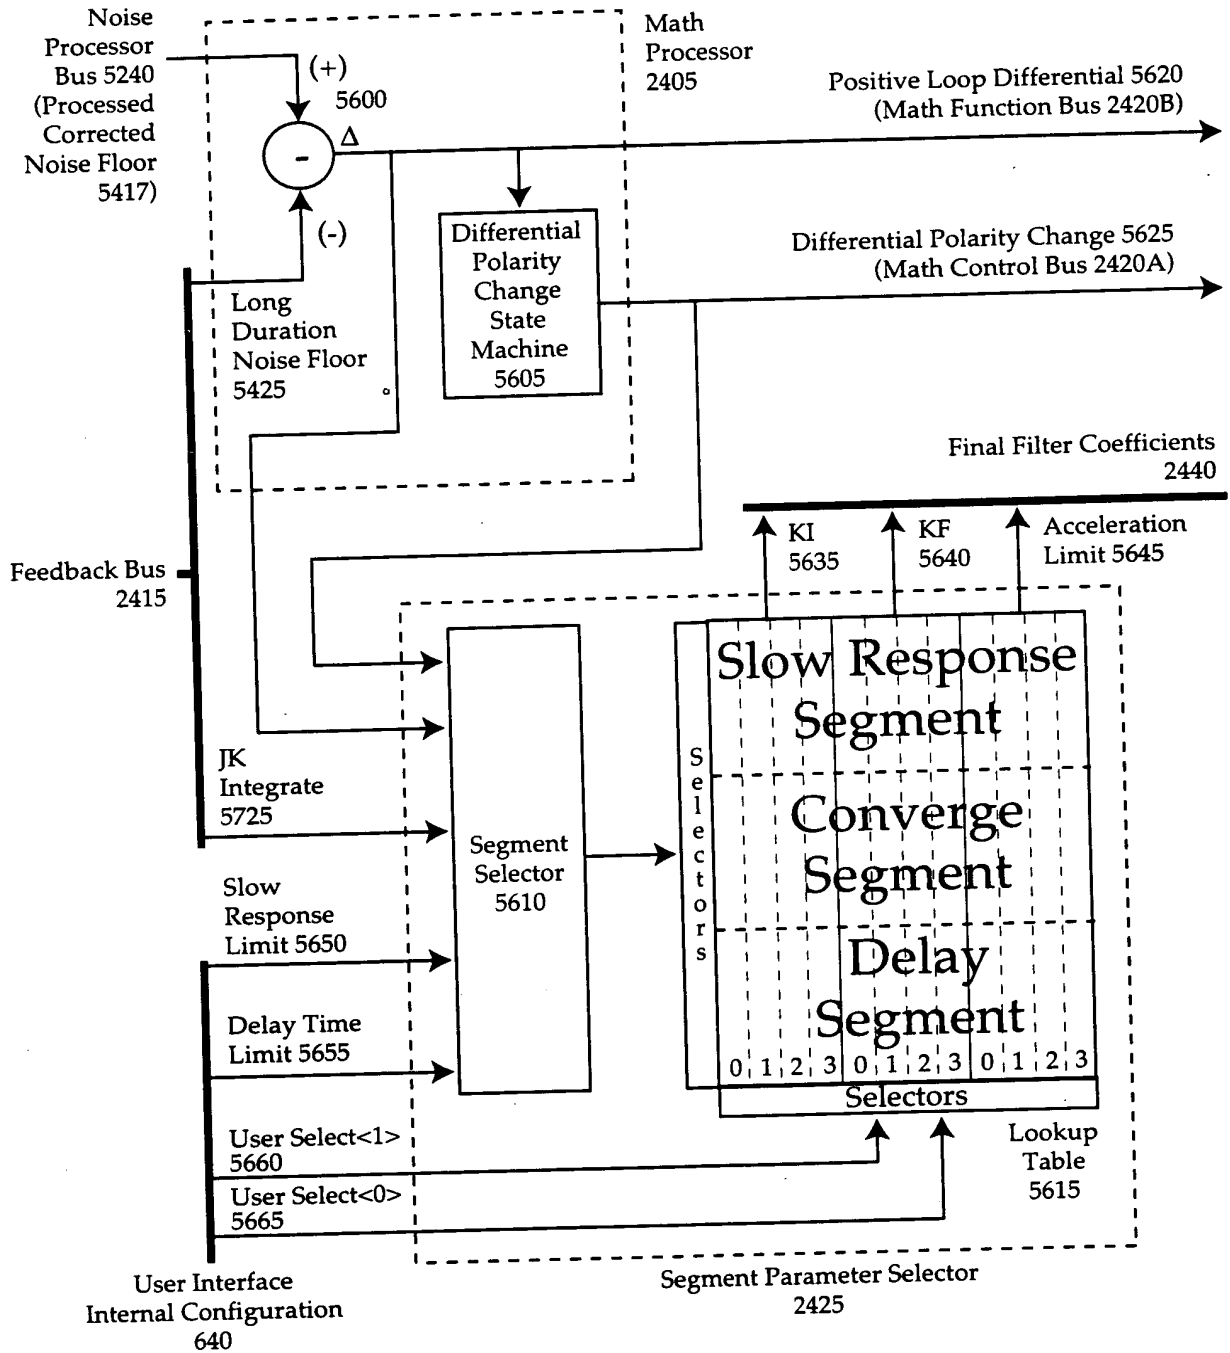 Noise
Processor
Bus 5240
(Processed
Corrected
Noise Floor
5417)
(+)
5600
Δ
-
(-)
Math
Processor
2405
Positive Loop Differential 5620
(Math Function Bus 2420B)
Differential
Polarity
Change
State
Machine
5605
Differential Polarity Change 5625
(Math Control Bus 2420A)
Long
Duration
Noise Floor
5425
Final Filter Coefficients
2440
KI
5635
KF
5640
Acceleration
Limit 5645
Feedback Bus
2415
JK
Integrate
5725
Slow
Response
Limit 5650
Delay Time
Limit 5655
User Select<1>
5660
User Select<0>
5665
User Interface
Internal Configuration
640
Segment
Selector
5610
Selectors
Slow Response
Segment
Converge
Segment
Delay
Segment
0 1 2 3 0 1 2 3 0 1 2 3
Selectors
Lookup
Table
5615
Segment Parameter Selector
2425